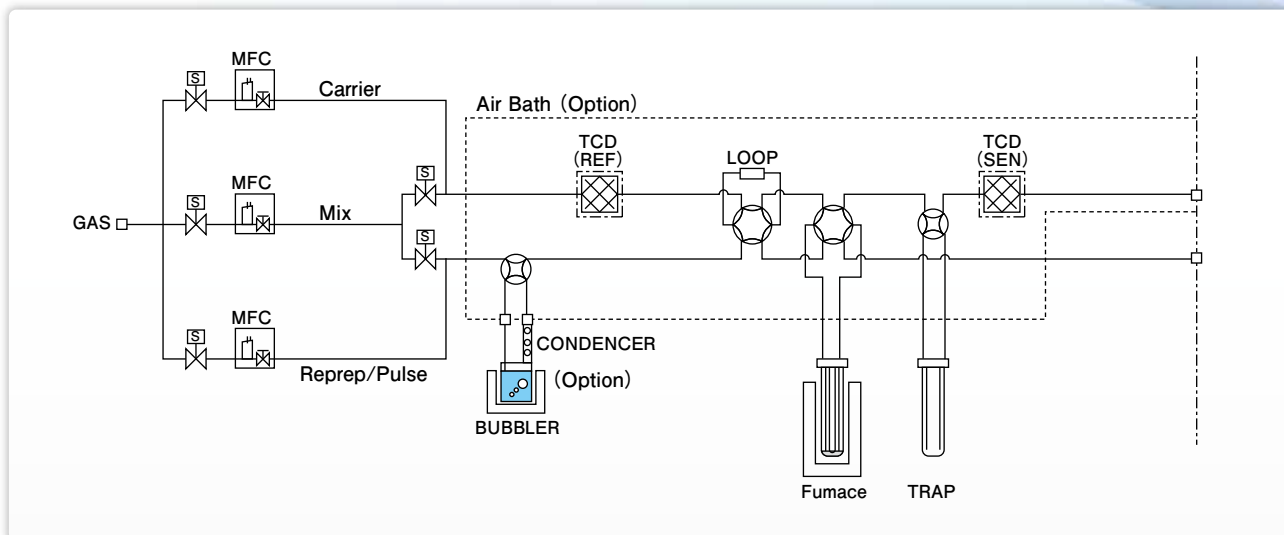 MFC
S
Carrier
Air Bath (Option)
TCD
(REF)
LOOP
TCD
(SEN)
MFC
S
S
Mix
GAS
S
MFC
S
Reprep/Pulse
CONDENCER
(Option)
BUBBLER
Fumace
TRAP